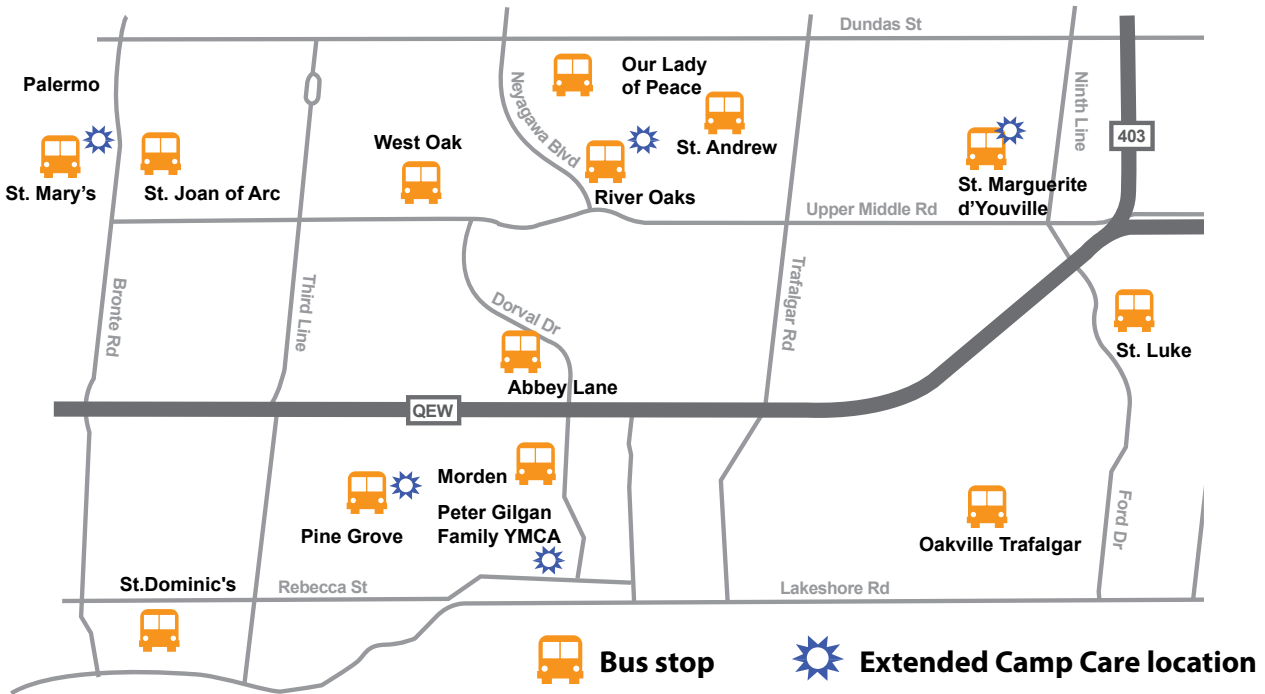 Dundas St
Palermo
Our Lady
of Peace
Neyagawa Blvd
Ninth Line
403
West Oak
St. Andrew
St. Mary’s
St. Joan of Arc
River Oaks
St. Marguerite
d’Youville
Upper Middle Rd
Bronte Rd
Third Line
Dorval Dr
Trafalgar Rd
St. Luke
Abbey Lane
QEW
Morden
Pine Grove
Peter Gilgan
Family YMCA
Oakville Trafalgar
Ford Dr
St.Dominic's
Rebecca St
Lakeshore Rd
Bus stop
Extended Camp Care location